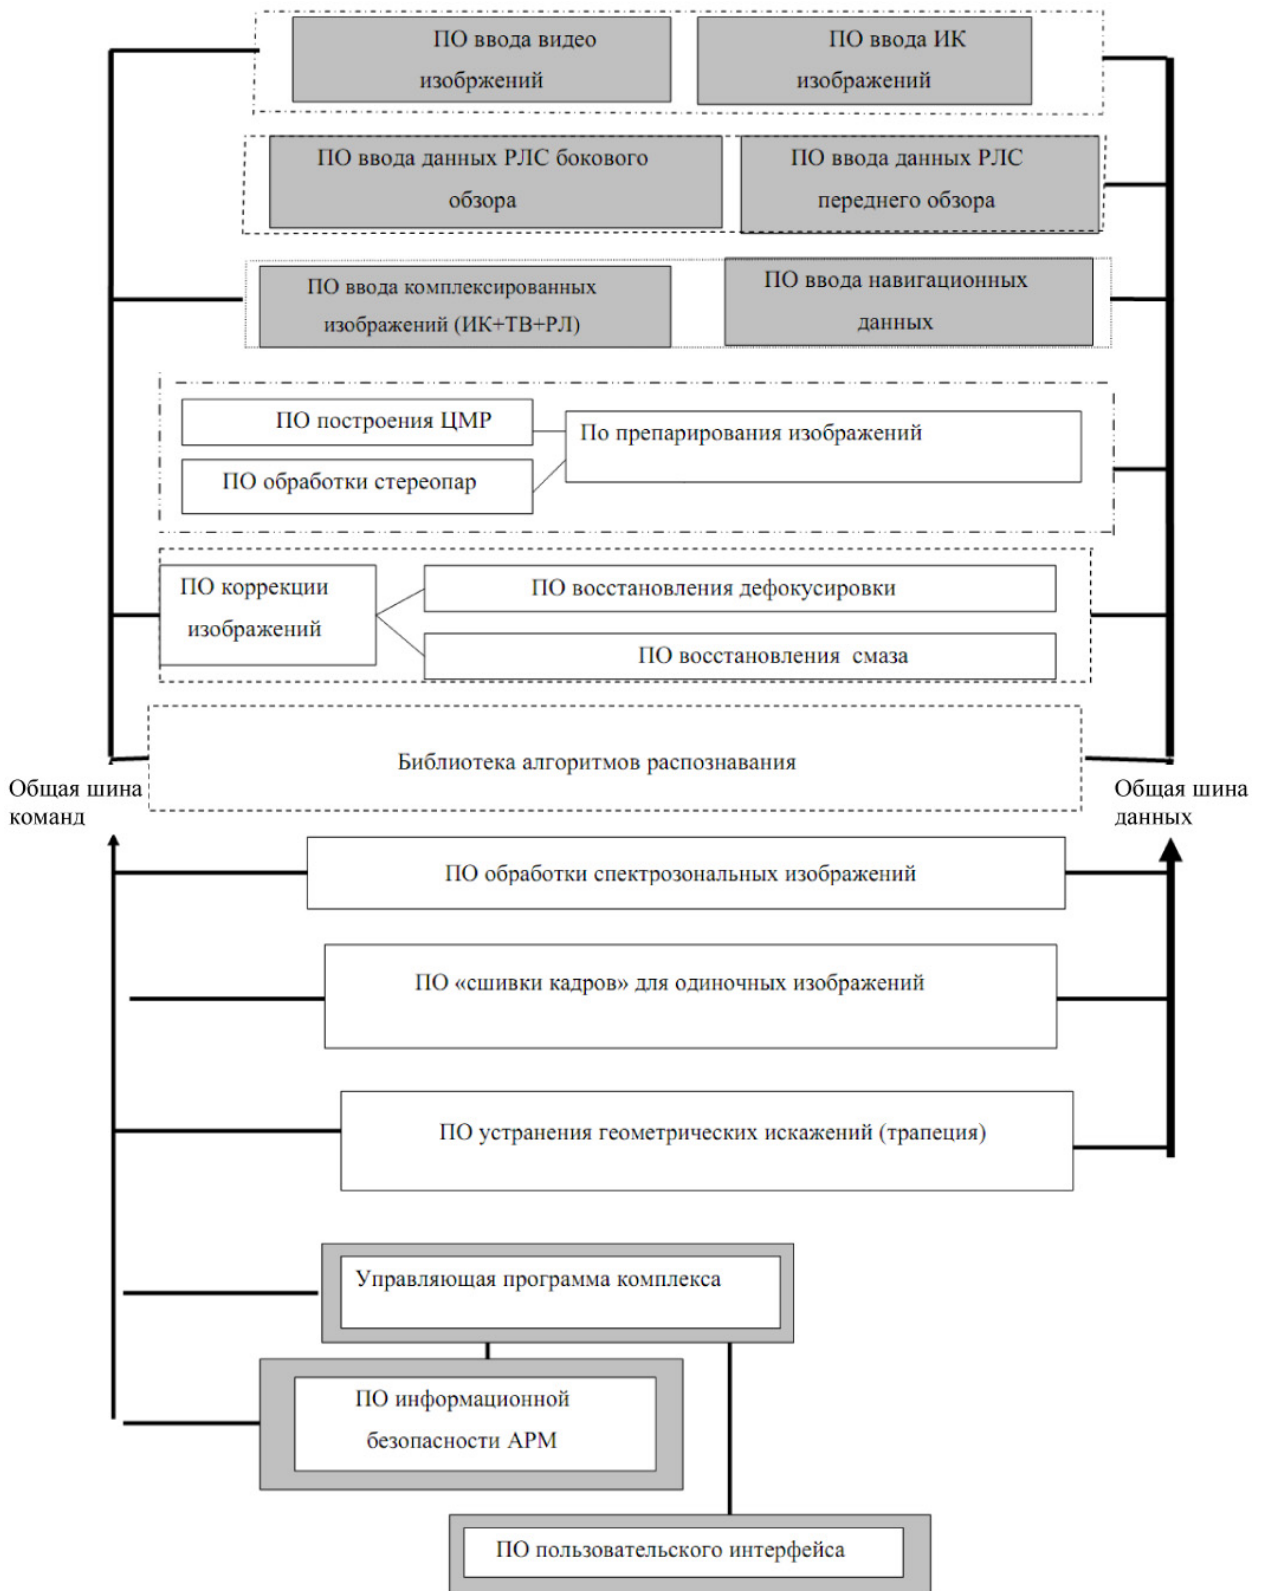 ПО ввода видео
изобржений
ПО ввода ИК
изображений
ПО ввода данных РЛС бокового
обзора
ПО ввода данных РЛС
переднего обзора
ПО ввода комплексированных
изображений (ИК+ТВ+РЛ)
ПО ввода навигационных
данных
ПО построения ЦМР
По препарирования изображений
ПО обработки стереопар
ПО коррекции
изображений
ПО восстановления дефокусировки
ПО восстановления смаза
Библиотека алгоритмов распознавания
Общая шина
команд
Общая шина
данных
ПО обработки спектрозональных изображений
ПО «сшивки кадров» для одиночных изображений
ПО устранения геометрических искажений (трапеция)
Управляющая программа комплекса
ПО информационной
безопасности АРМ
ПО пользовательского интерфейса